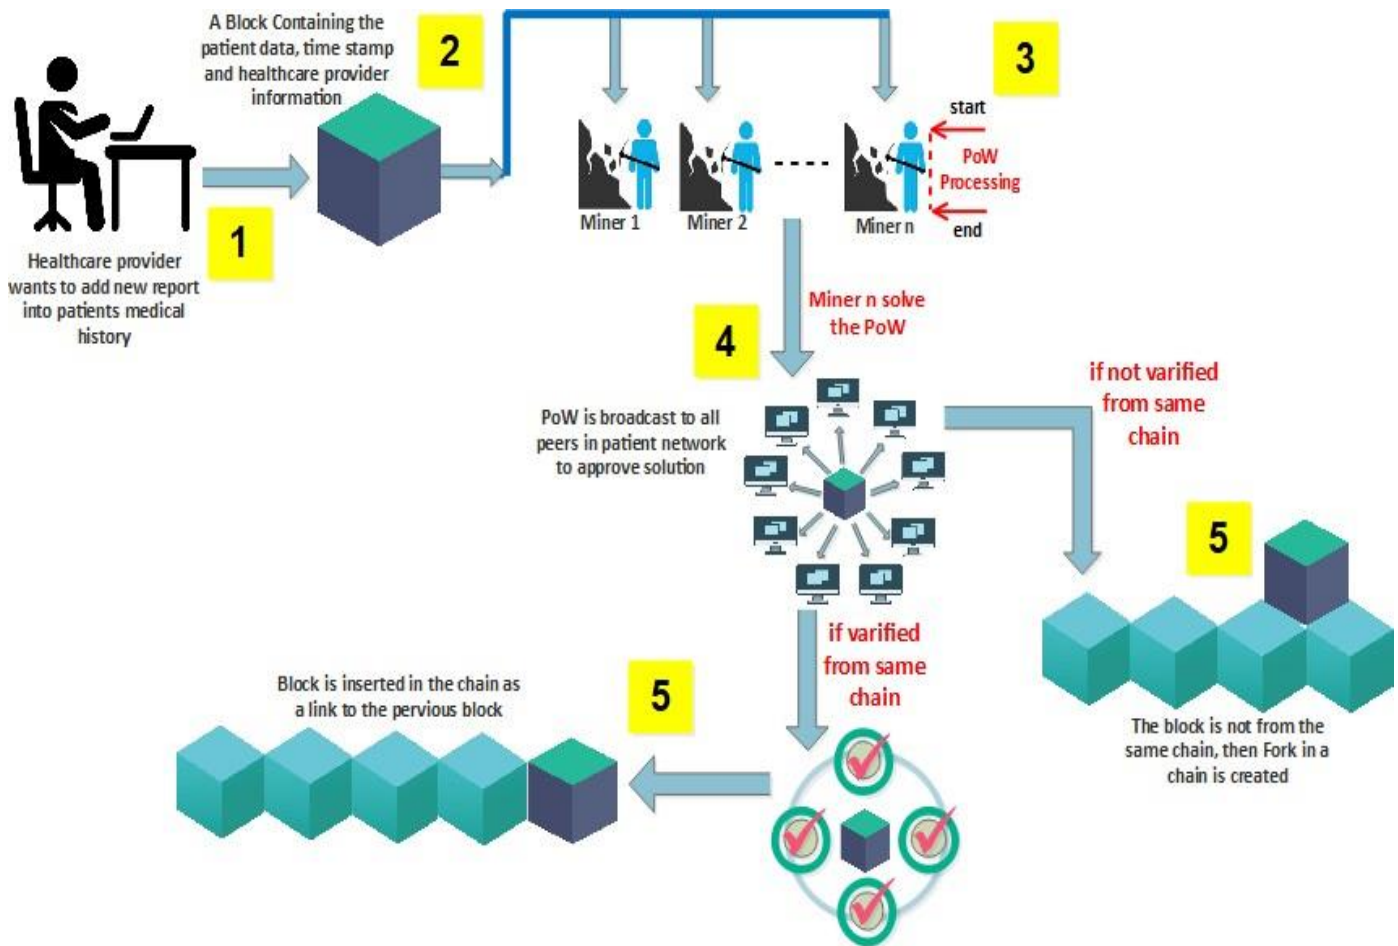 A Block Containing the
patient data, time stamp
and healthcare provider
information
2
3
start
PoW
Processing
end
Miner 1
Miner 2
Miner n
1
Healthcare provider
wants to add new report
into patients medical
history
Miner n solve
the PoW
4
PoW is broadcast to all
peers in patient network
to approve solution
if not varified
from same
chain
5
The block is not from the
same chain, then Fork in a
chain is created
if varified
from same
chain
5
Block is inserted in the chain as
a link to the pervious block